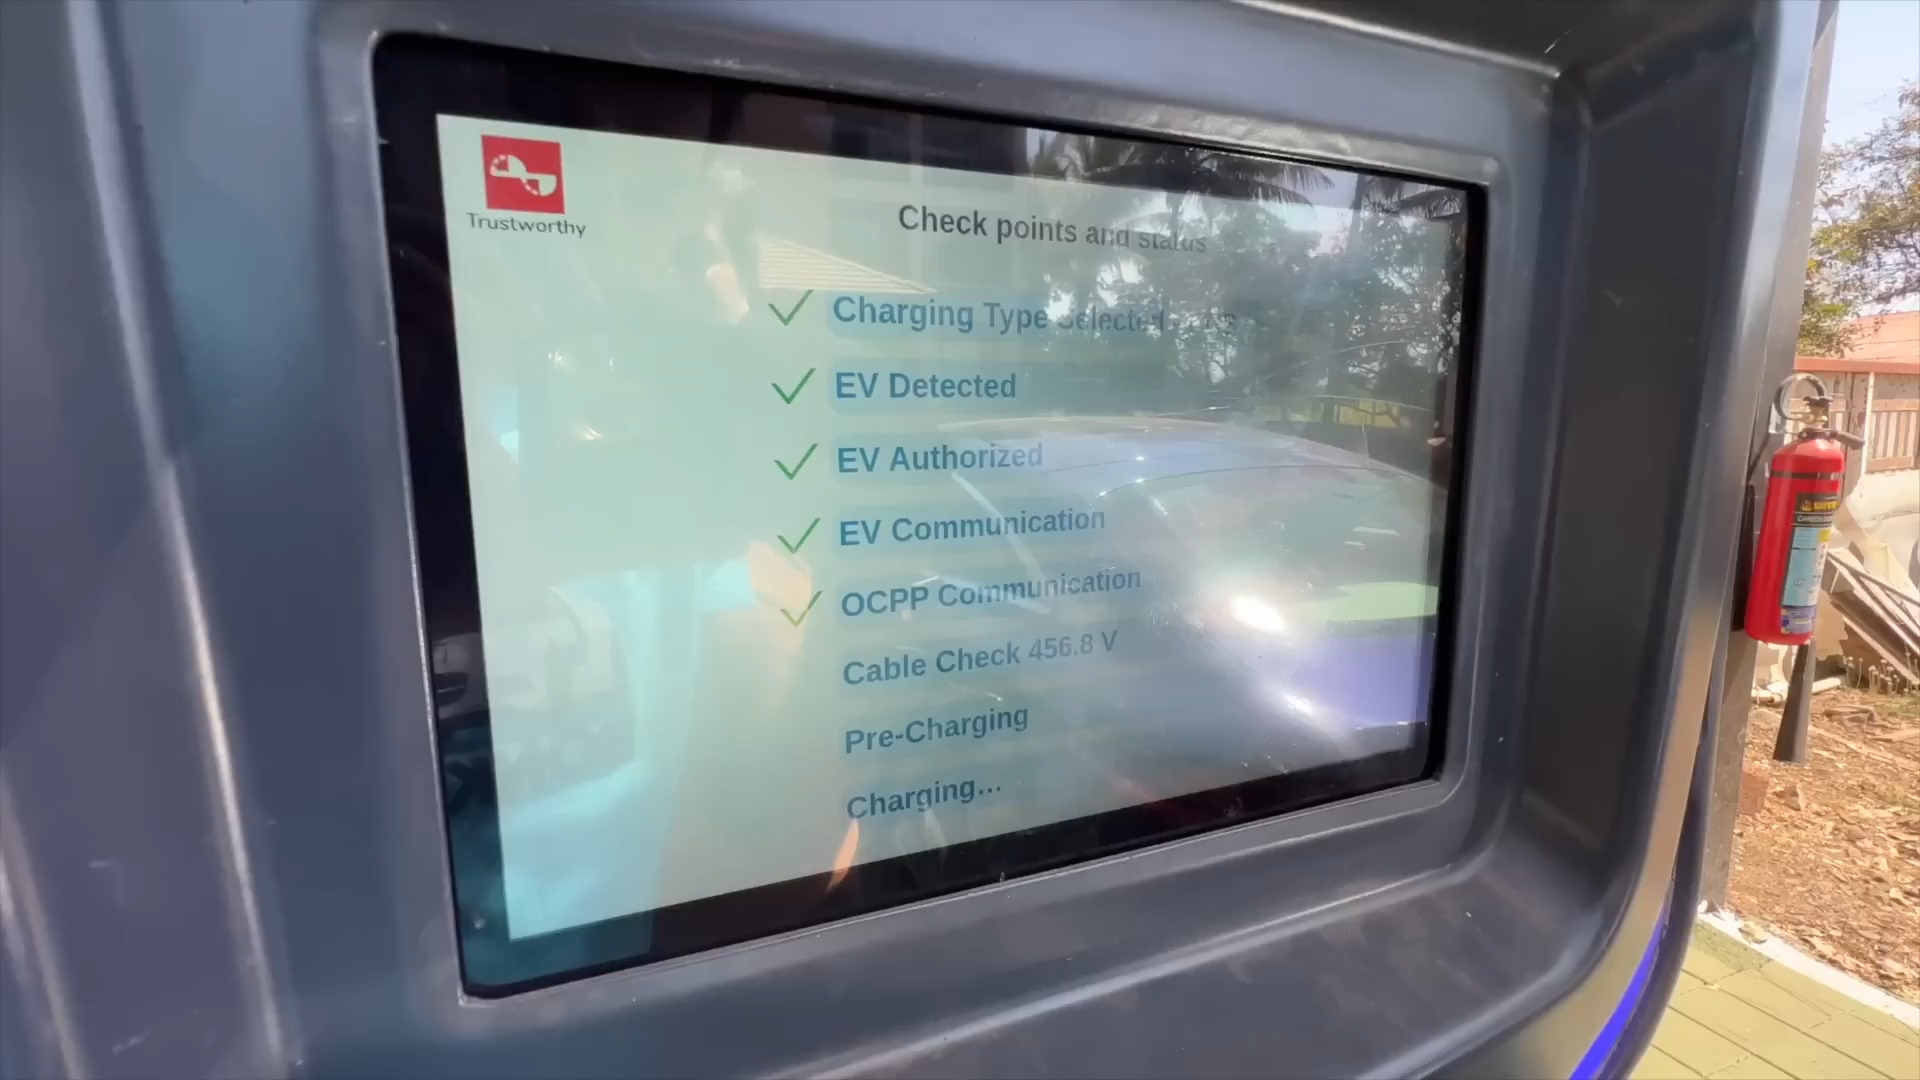 Trustworthy
Check points and status
Charging Type Selected
EV Detected
EV Authorized
EV Communication
OCPP Communication
Cable Check 456.8 V
Pre-Charging
Charging...